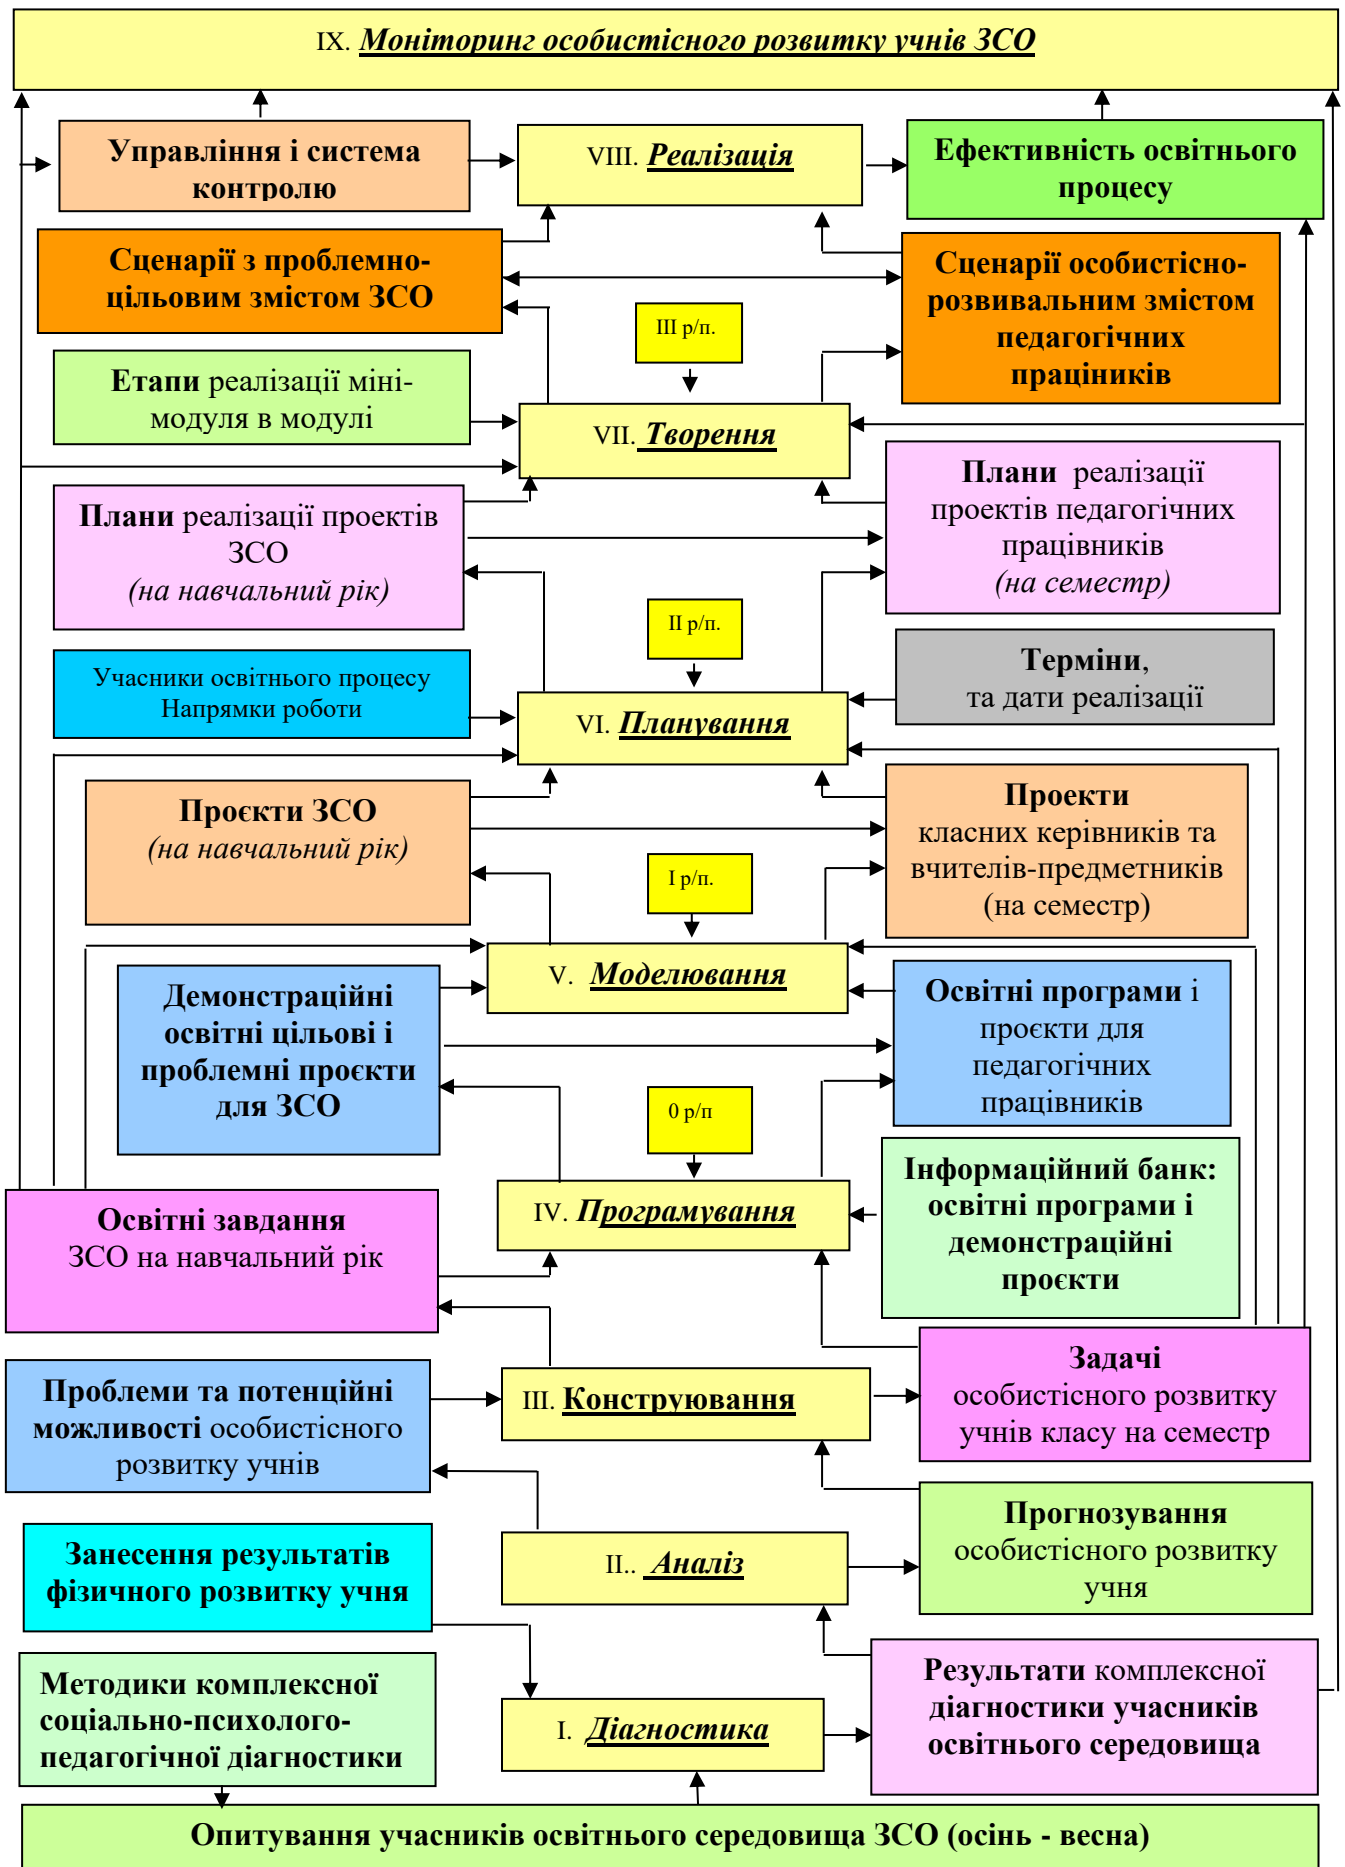 IX. Моніторинг особистісного розвитку учнів ЗСО
Управління і система
контролю
VIII. Реалізація
Ефективність освітнього
процесу
Сценарії з проблемно-
цільовим змістом ЗСО
Сценарії особистісно-
розвивальним змістом
педагогічних
праціників
III р/п.
Етапи реалізації міні-
модуля в модулі
VII. Творення
Плани реалізації проектів
ЗСО
(на навчальний рік)
Плани реалізації
проектів педагогічних
працівників
(на семестр)
II р/п.
Учасники освітнього процесу
Напрямки роботи
VI. Планування
Терміни,
та дати реалізації
Проєкти ЗСО
(на навчальний рік)
Проекти
класних керівників та
вчителів-предметників
(на семестр)
I р/п.
V. Моделювання
Демонстраційні
освітні цільові і
проблемні проєкти
для ЗСО
Освітні програми і
проєкти для
педагогічних
працівників
0 р/п
Інформаційний банк:
освітні програми і
демонстраційні
проєкти
IV. Програмування
Освітні завдання
ЗСО на навчальний рік
Задачі
особистісного розвитку
учнів класу на семестр
III. Конструювання
Проблеми та потенційні
можливості особистісного
розвитку учнів
Прогнозування
особистісного розвитку
учня
II.. Аналіз
Занесення результатів
фізичного розвитку учня
Методики комплексної
соціально-психолого-
педагогічної діагностики
I. Діагностика
Результати комплексної
діагностики учасників
освітнього середовища
Опитування учасників освітнього середовища ЗСО (осінь - весна)